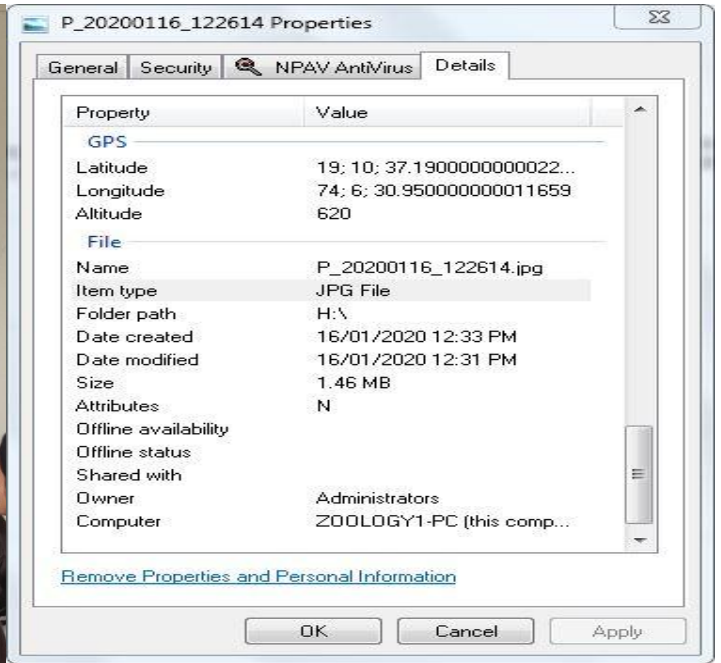 P_20200116_122614 Properties
General Security NPAV AntiVirus Details
Property Value
GPS
Latitude 19; 10; 37.1900000000022...
Longitude 74; 6; 30.950000000011659
Altitude 620
File
Name P_20200116_122614.jpg
Item type JPG File
Folder path H:\
Date created 16/01/2020 12:33 PM
Date modified 16/01/2020 12:31 PM
Size 1.46 MB
Attributes N
Offline availability
Offline status
Shared with
Owner Administrators
Computer ZOOLOGY1-PC (this comp...
Remove Properties and Personal Information
OK Cancel Apply